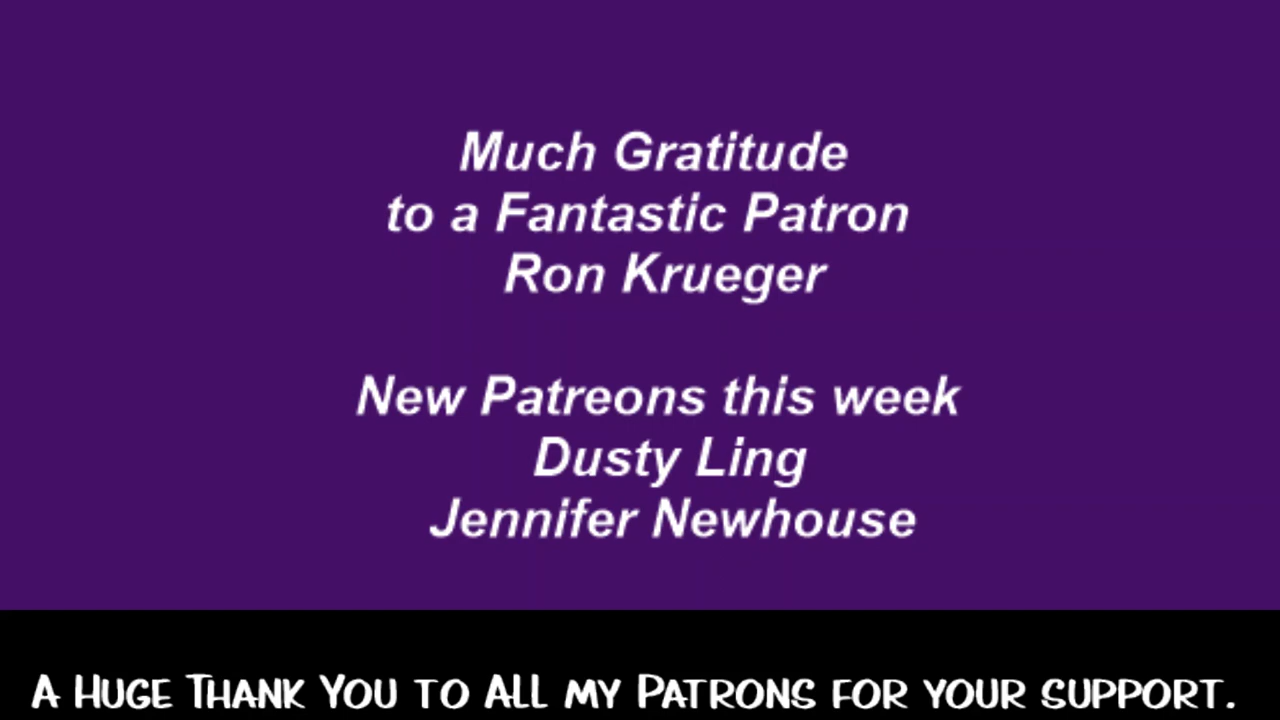 Much Gratitude
to a Fantastic Patron
Ron Krueger
New Patreons this week
Dusty Ling
Jennifer Newhouse
A Huge Thank You to All my Patrons for your support.